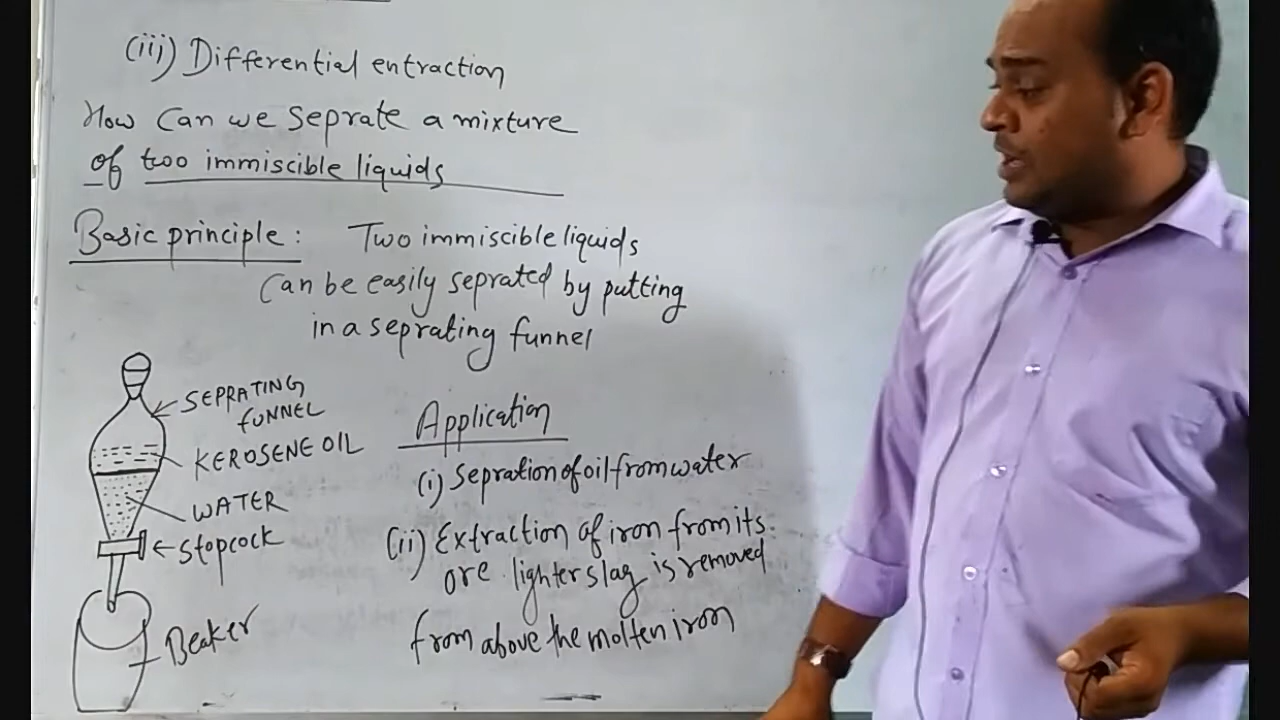 (iii) Differential entraction
How can we seprate a mixture
of two immiscible liquids
Basic principle: Two immiscible liquids
can be easily seprated by putting
in a seprating funnel
SEPRATING
FUNNEL
KEROSENE OIL
WATER
Stopcock
Beaker
Application
(i) Sepration of oil from water
(ii) Extraction of iron from its
ore. lighter slag is removed
from above the molten iron